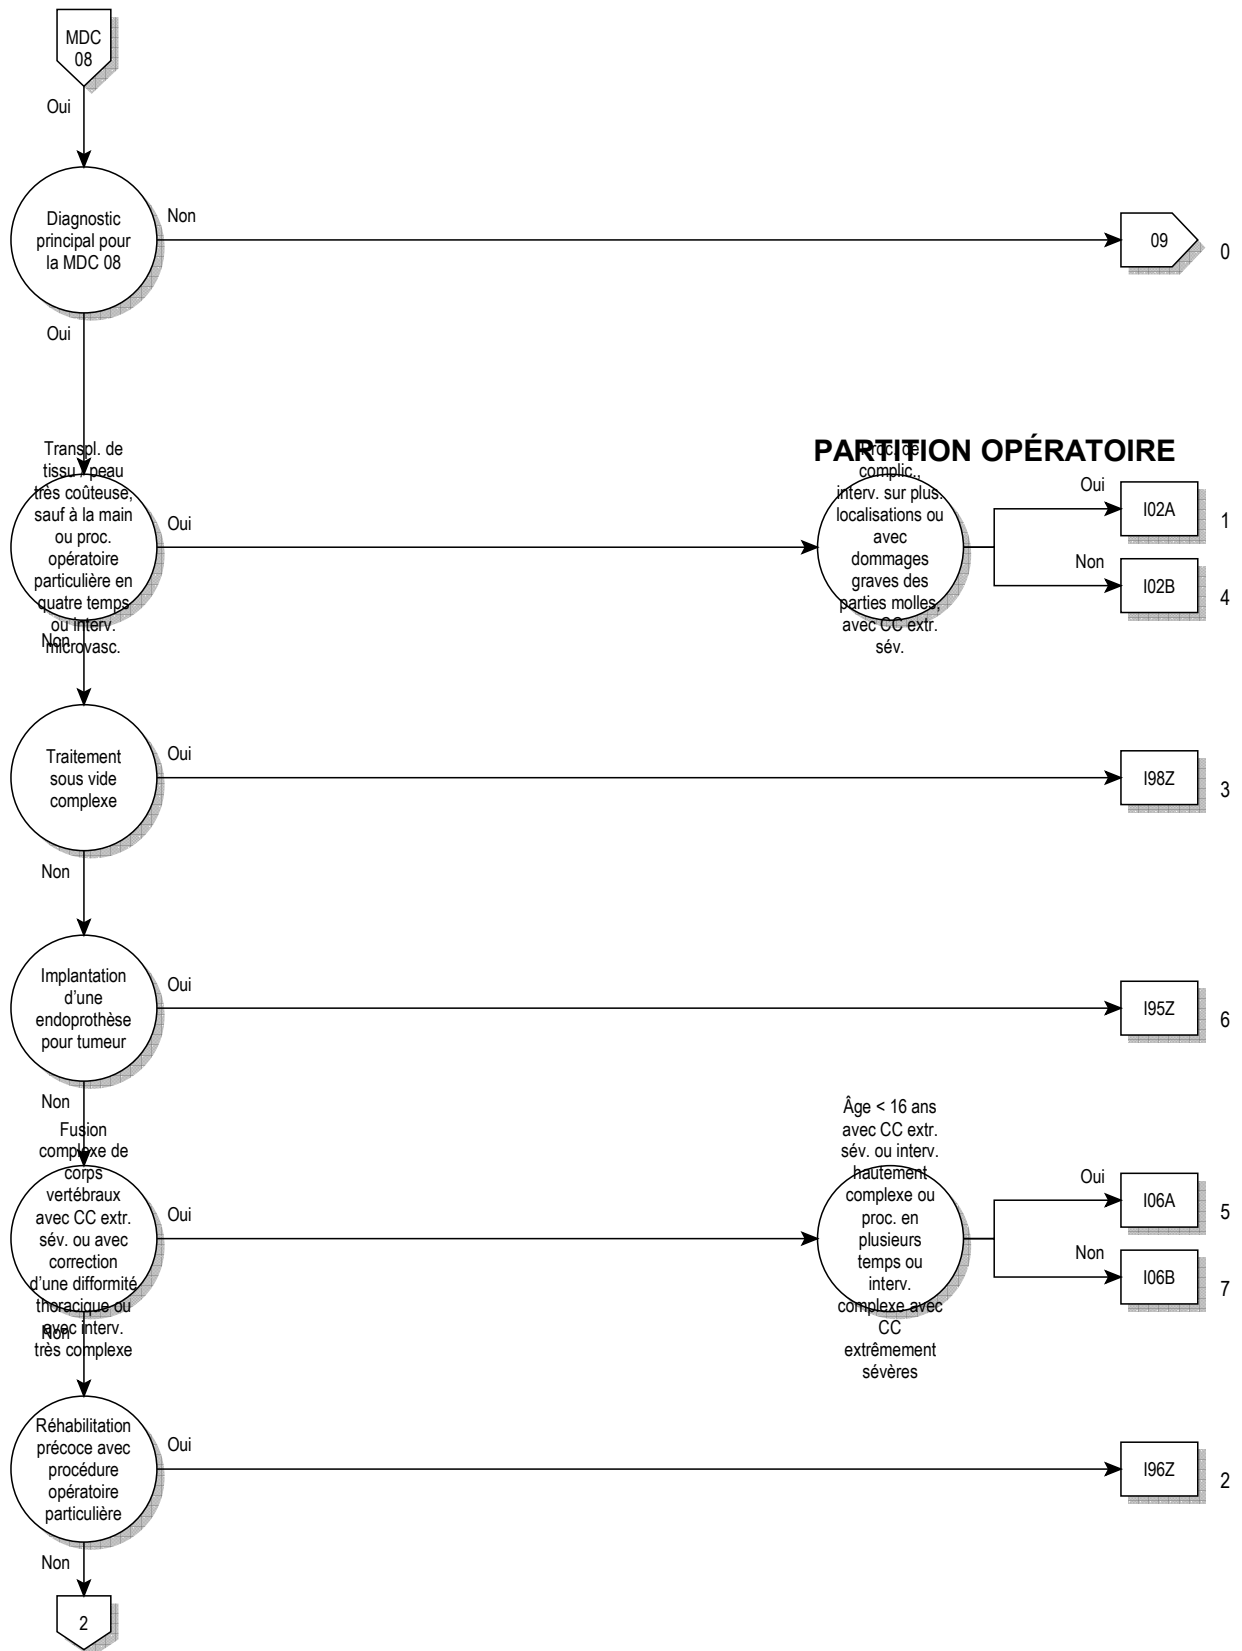 MDC
08
Oui
Diagnostic
principal pour
la MDC 08
Non
09
0
Oui
PARTITION OPÉRATOIRE
Transpl. de
tissu / peau
très coûteuse,
sauf à la main
ou proc.
opératoire
particulière en
quatre temps
ou interv.
microvasc.
Oui
Proc. de
complic.,
interv. sur plus.
localisations ou
avec
dommages
graves des
parties molles,
avec CC extr.
sév.
Oui
I02A
1
Non
I02B
4
Non
Traitement
sous vide
complexe
Oui
I98Z
3
Non
Implantation
d'une
endoprothèse
pour tumeur
Oui
I95Z
6
Non
Fusion
complexe de
corps
vertébraux
avec CC extr.
sév. ou avec
correction
d'une difformité
thoracique ou
avec interv.
très complexe
Oui
Âge < 16 ans
avec CC extr.
sév. ou interv.
hautement
complexe ou
proc. en
plusieurs
temps ou
interv.
complexe avec
CC
extrêmement
sévères
Oui
I06A
5
Non
I06B
7
Non
Réhabilitation
précoce avec
procédure
opératoire
particulière
Oui
I96Z
2
Non
2